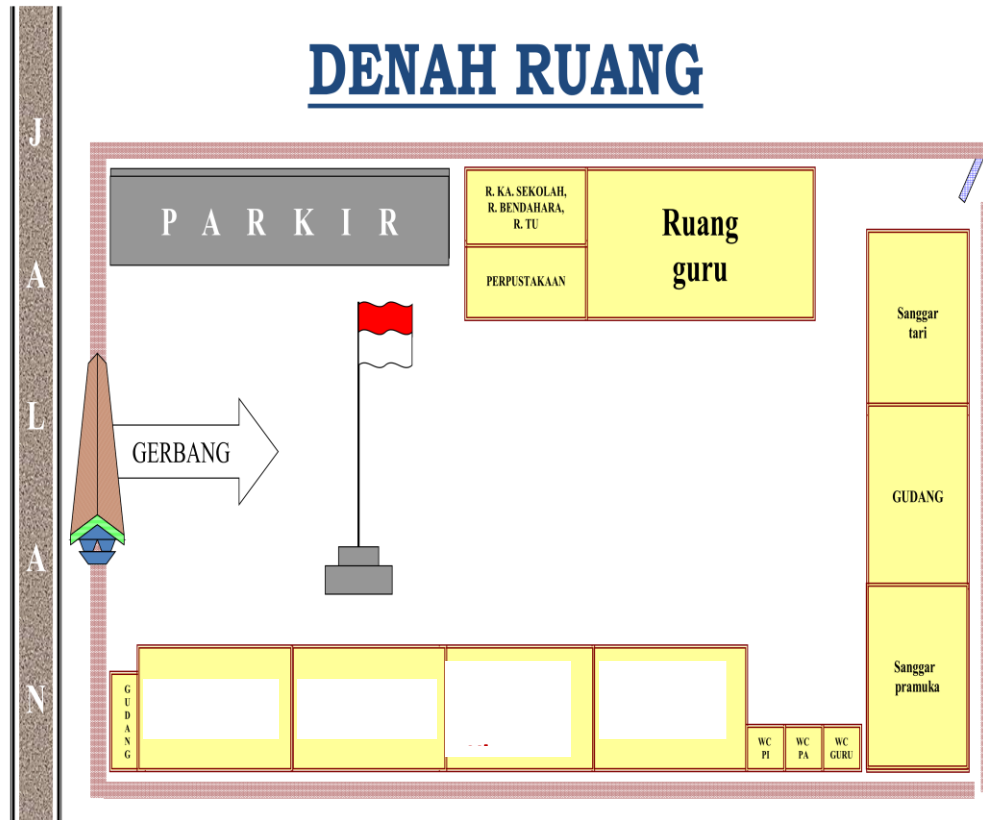 DENAH RUANG
J
A
L
A
N
P A R K I R
R. KA. SEKOLAH,
R. BENDAHARA,
R. TU
PERPUSTAKAAN
Ruang
guru
Sanggar
tari
GERBANG
GUDANG
Sanggar
pramuka
G
U
D
A
N
G
WC
PI
WC
PA
WC
GURU